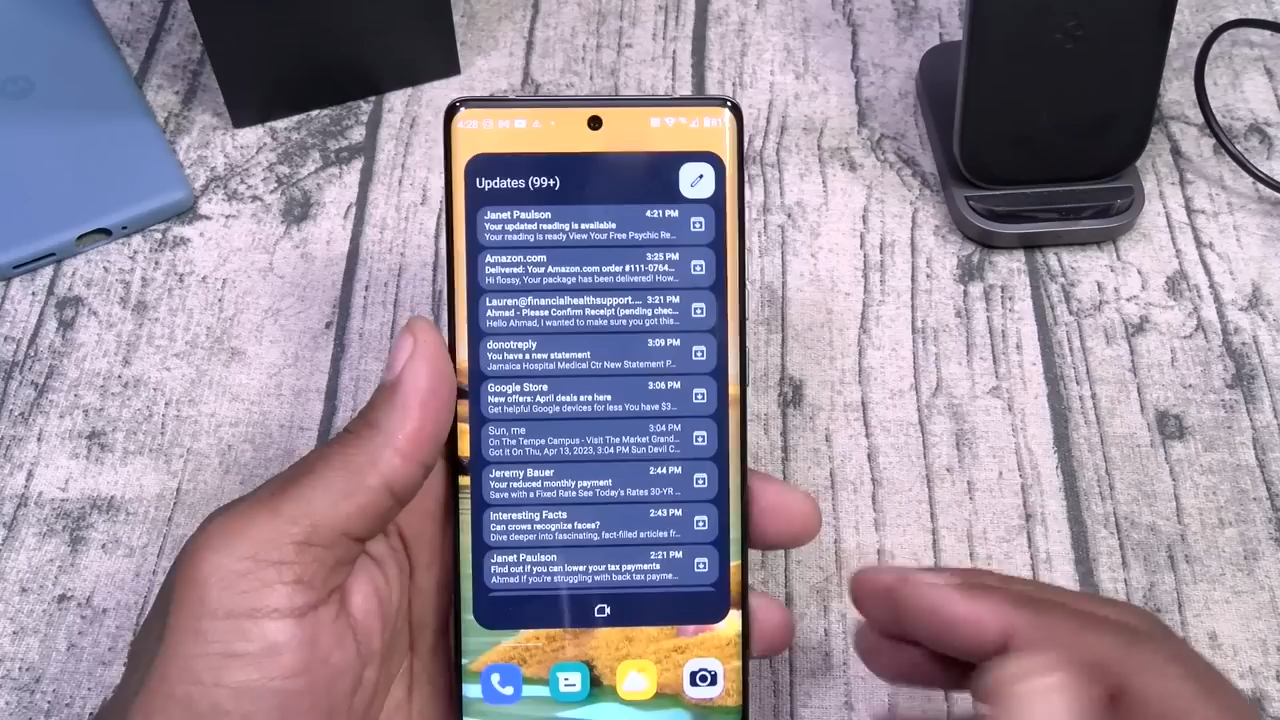 4:28
81
Updates (99+)
Janet Paulson 4:21 PM
Your updated reading is available
Your reading is ready View Your Free Psychic Re...
Amazon.com 3:25 PM
Delivered: Your Amazon.com order #111-0764...
Hi flossy, Your package has been delivered! How...
Lauren@financialhealthsupport.... 3:21 PM
Ahmad - Please Confirm Receipt (pending chec...
Hello Ahmad, I wanted to make sure you got this...
donotreply 3:09 PM
You have a new statement
Jamaica Hospital Medical Ctr New Statement P...
Google Store 3:06 PM
New offers: April deals are here
Get helpful Google devices for less You have $3...
Sun, me 3:04 PM
On The Tempe Campus - Visit The Market Grand...
Got it On Thu, Apr 13, 2023, 3:04 PM Sun Devil C...
Jeremy Bauer 2:44 PM
Your reduced monthly payment
Save with a Fixed Rate See Today's Rates 30-YR ...
Interesting Facts 2:43 PM
Can crows recognize faces?
Dive deeper into fascinating, fact-filled articles fr...
Janet Paulson 2:21 PM
Find out if you can lower your tax payments
Ahmad If you're struggling with back tax payme...